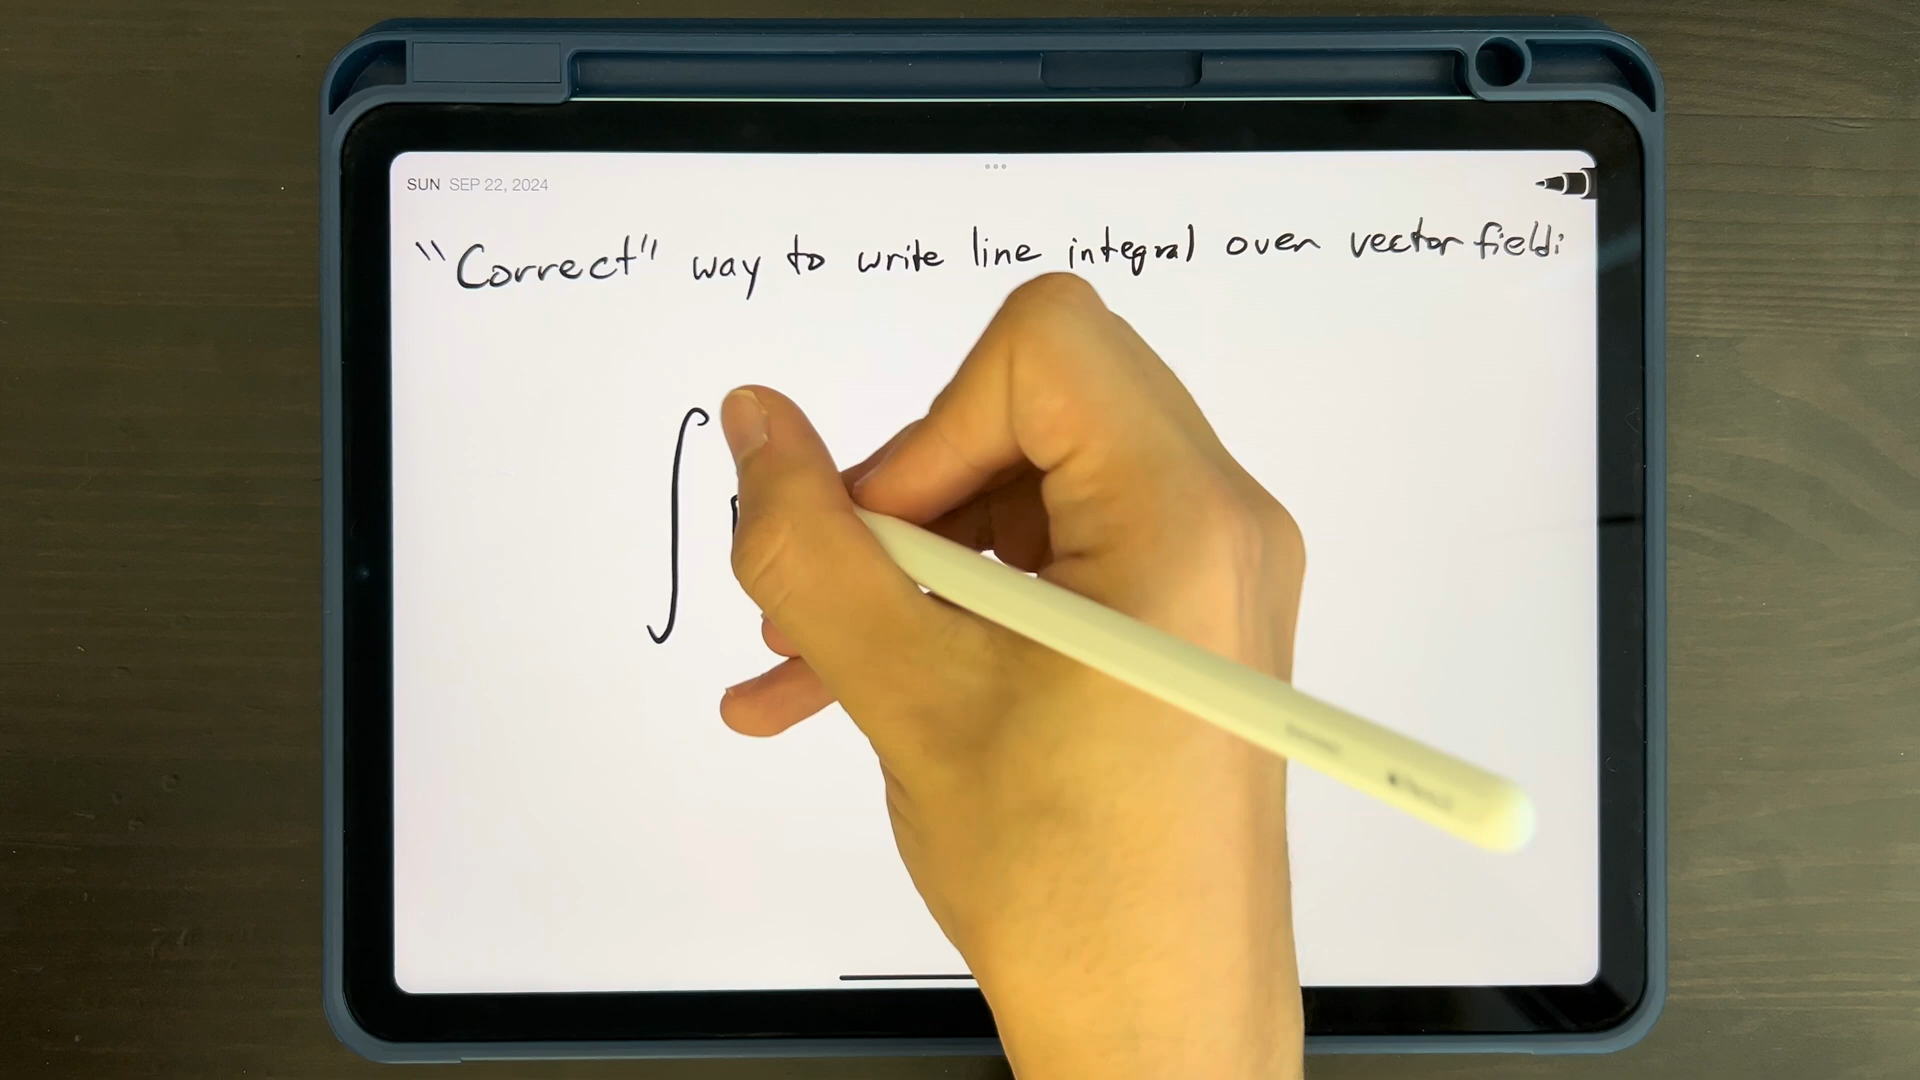 SUN SEP 22, 2024
"Correct" way to write line integral over vector field:
∫